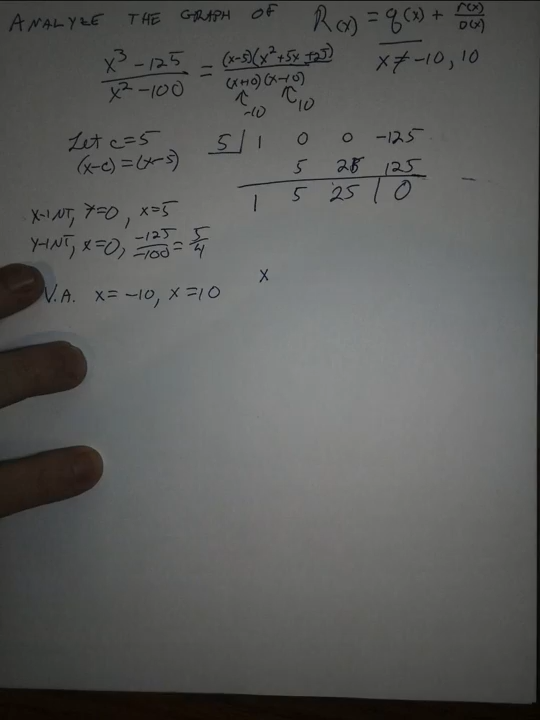 ANALYZE THE GRAPH OF R(x) = q(x) + r(x)/D(x)
x³ - 125 / x² - 100 = (x-5)(x² + 5x + 25) / (x+10)(x-10) x ≠ -10, 10
-10 10
Let c = 5 5 | 1 0 0 -125
(x-c) = (x-5) 5 25 125
1 5 25 | 0
X-INT, Y=0, x=5
Y-INT, x=0, -125/-100 = 5/4
V.A. x = -10, x = 10 x